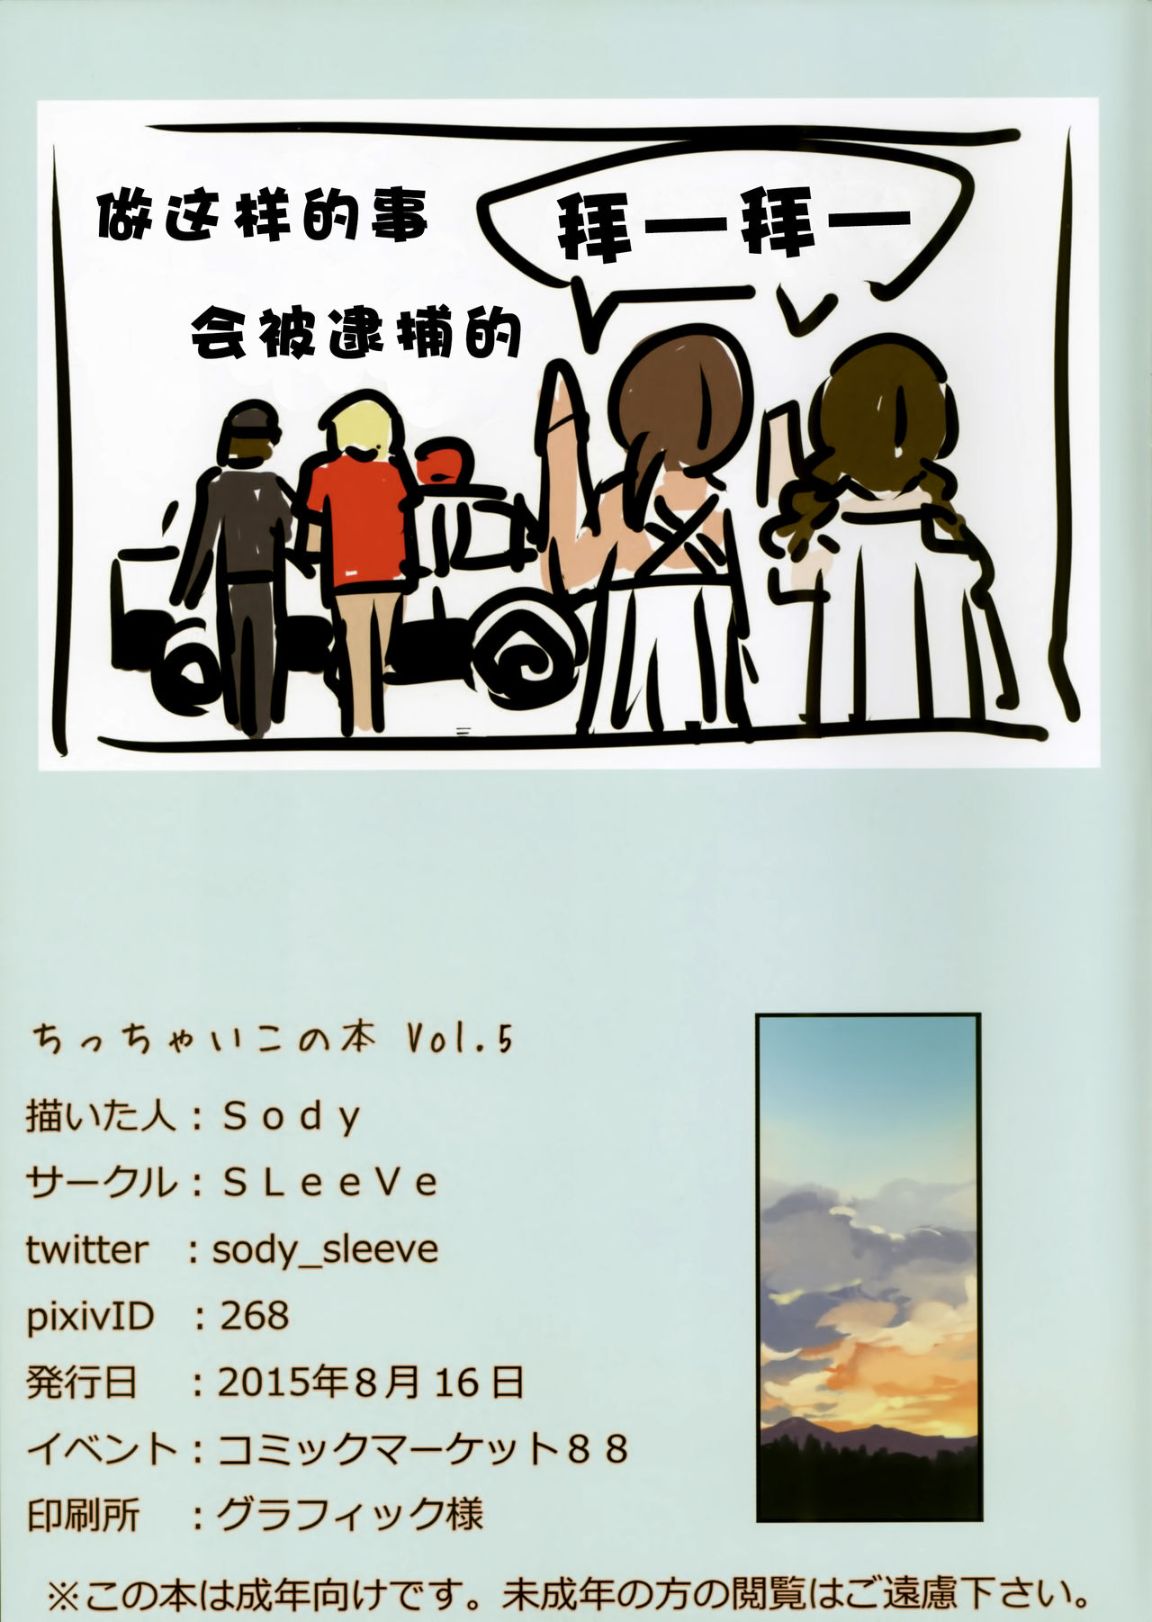 做这样的事
会被逮捕的
拜一拜一
ちっちゃいこの本 Vol.5
描いた人：Ｓｏｄｙ
サークル：ＳＬｅｅＶｅ
twitter ：sody_sleeve
pixivID ：268
発行日 ：2015年８月16日
イベント：コミックマーケット８８
印刷所 ：グラフィック様
※この本は成年向けです。未成年の方の閲覧はご遠慮下さい。